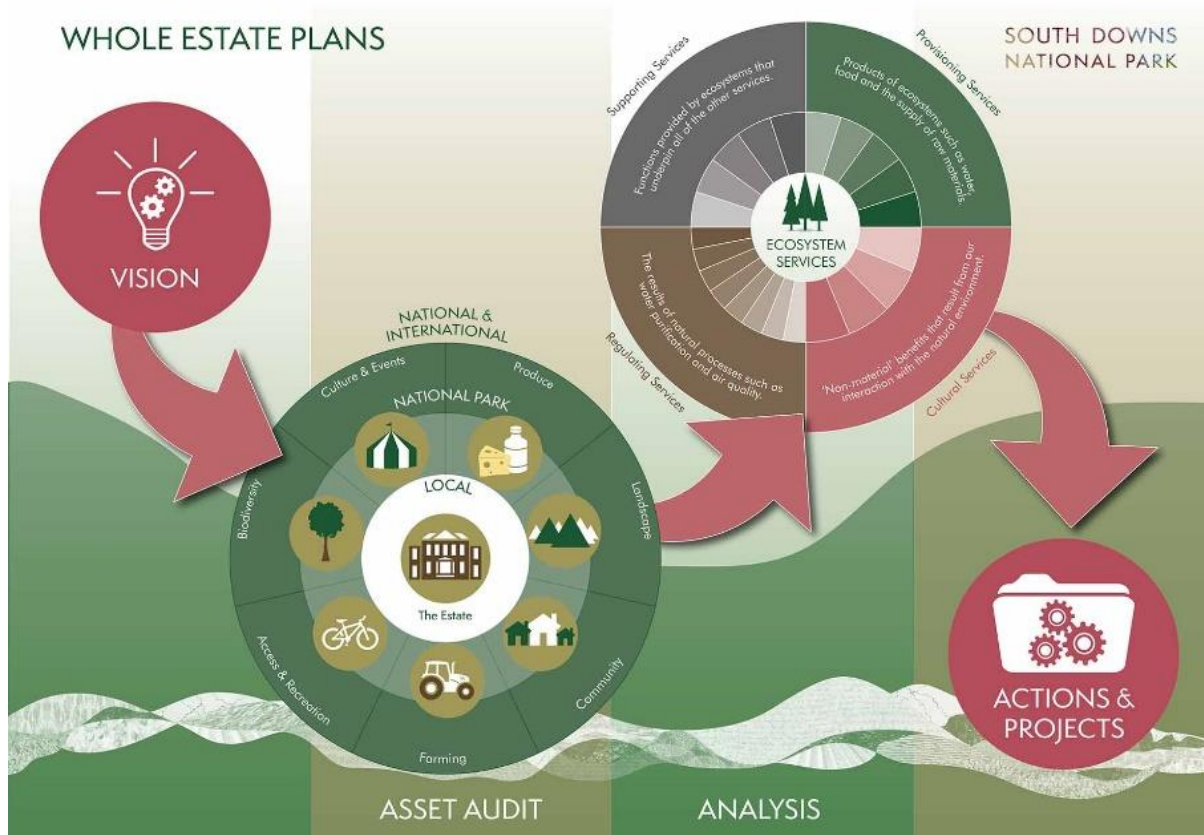 WHOLE ESTATE PLANS
SOUTH DOWNS
NATIONAL PARK
VISION
NATIONAL &
INTERNATIONAL
Culture & Events
Produce
NATIONAL PARK
Biodiversity
Landscape
LOCAL
The Estate
Access & Recreation
Community
Farming
Supporting Services
Functions provided by ecosystems that
underpin all of the other services.
Provisioning Services
Products of ecosystems such as water,
food and the supply of raw materials.
ECOSYSTEM
SERVICES
Regulating Services
The results of natural processes such as
water purification and air quality.
Cultural Services
'Non-material' benefits that result from our
interaction with the natural environment.
ACTIONS &
PROJECTS
ASSET AUDIT
ANALYSIS